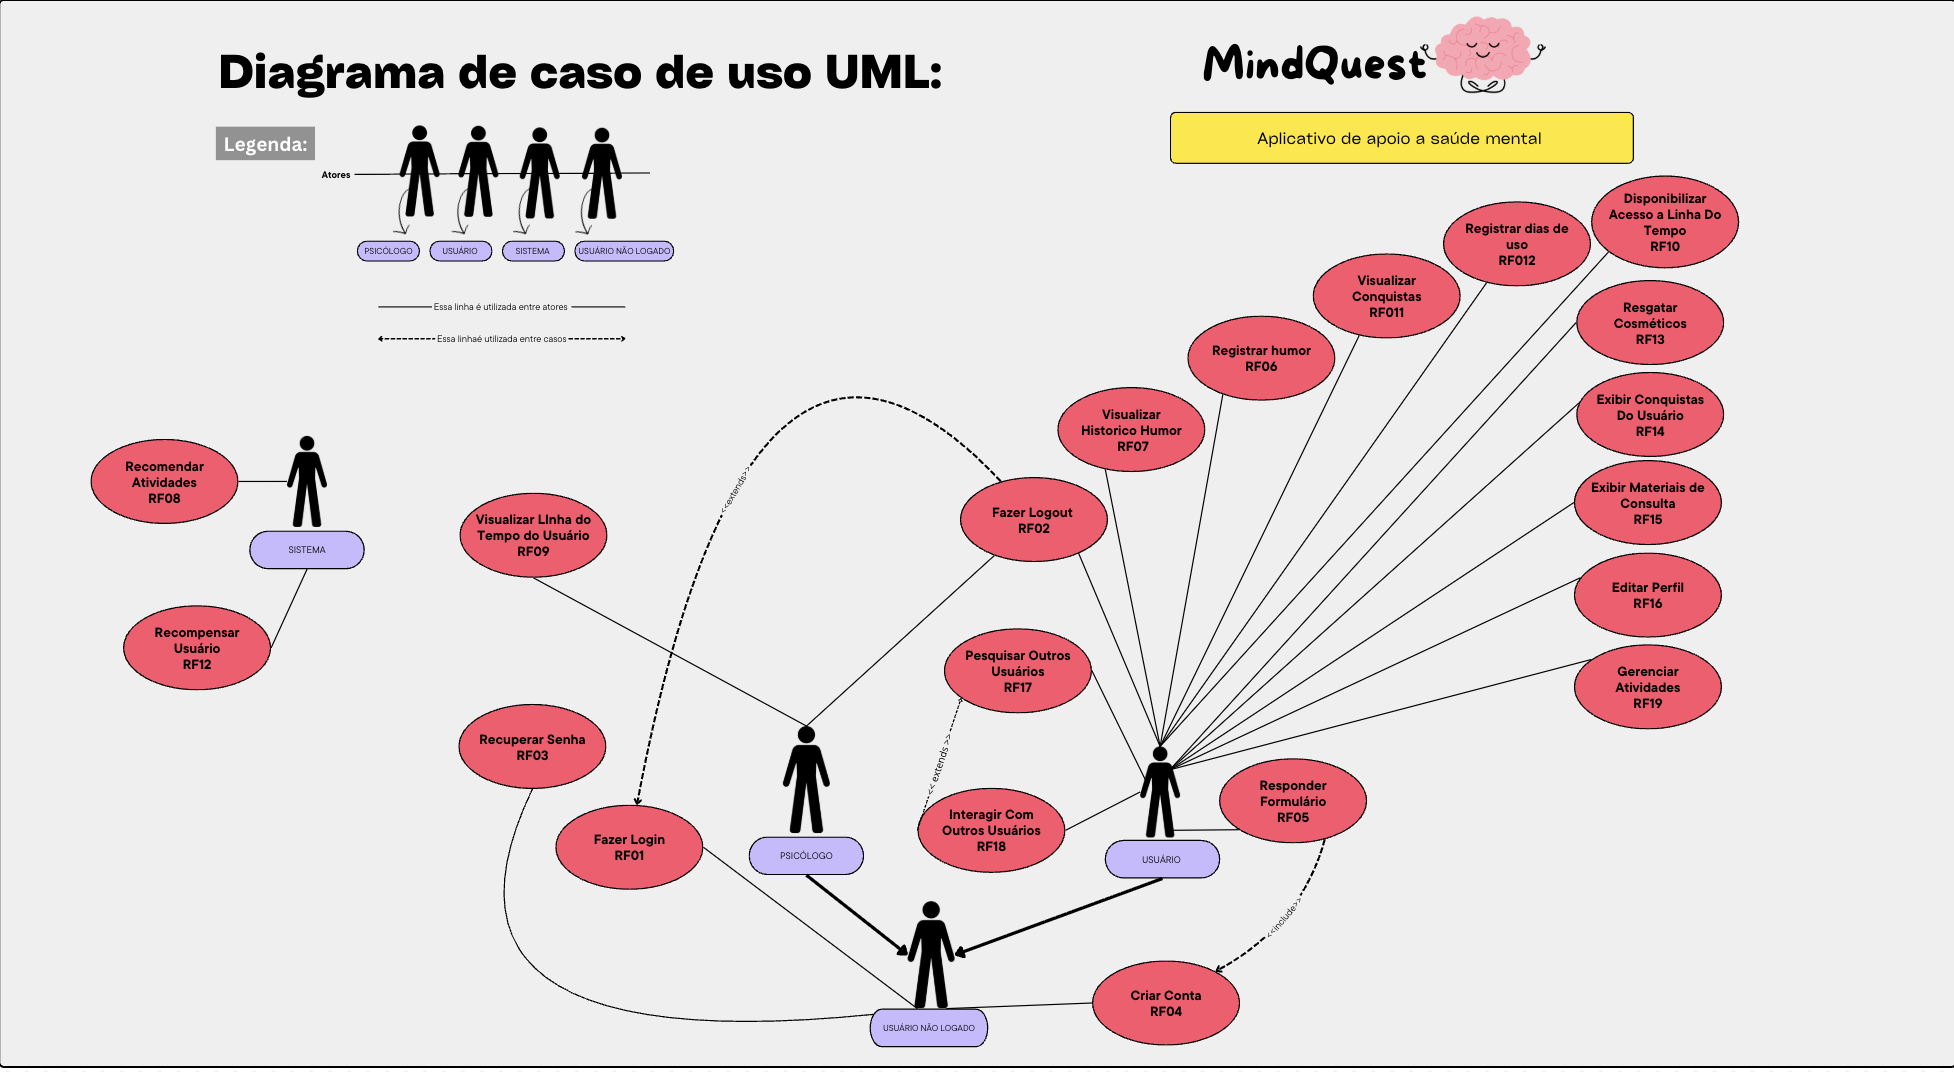 Diagrama de caso de uso UML:
MindQuest
Aplicativo de apoio a saúde mental
Legenda:
Atores
PSICÓLOGO
USUÁRIO
SISTEMA
USUÁRIO NÃO LOGADO
Essa linha é utilizada entre atores
Essa linhaé utilizada entre casos
Disponibilizar
Acesso a Linha Do
Tempo
RF10
Registrar dias de
uso
RF012
Visualizar
Conquistas
RF011
Resgatar
Cosméticos
RF13
Registrar humor
RF06
Exibir Conquistas
Do Usuário
RF14
Visualizar
Historico Humor
RF07
Recomendar
Atividades
RF08
SISTEMA
<<extends>>
Exibir Materiais de
Consulta
RF15
Visualizar LInha do
Tempo do Usuário
RF09
Fazer Logout
RF02
Editar Perfil
RF16
Recompensar
Usuário
RF12
Pesquisar Outros
Usuários
RF17
Gerenciar
Atividades
RF19
Recuperar Senha
RF03
<< extends >>
Responder
Formulário
RF05
Fazer Login
RF01
Interagir Com
Outros Usuários
RF18
PSICÓLOGO
USUÁRIO
<<include>>
Criar Conta
RF04
USUÁRIO NÃO LOGADO